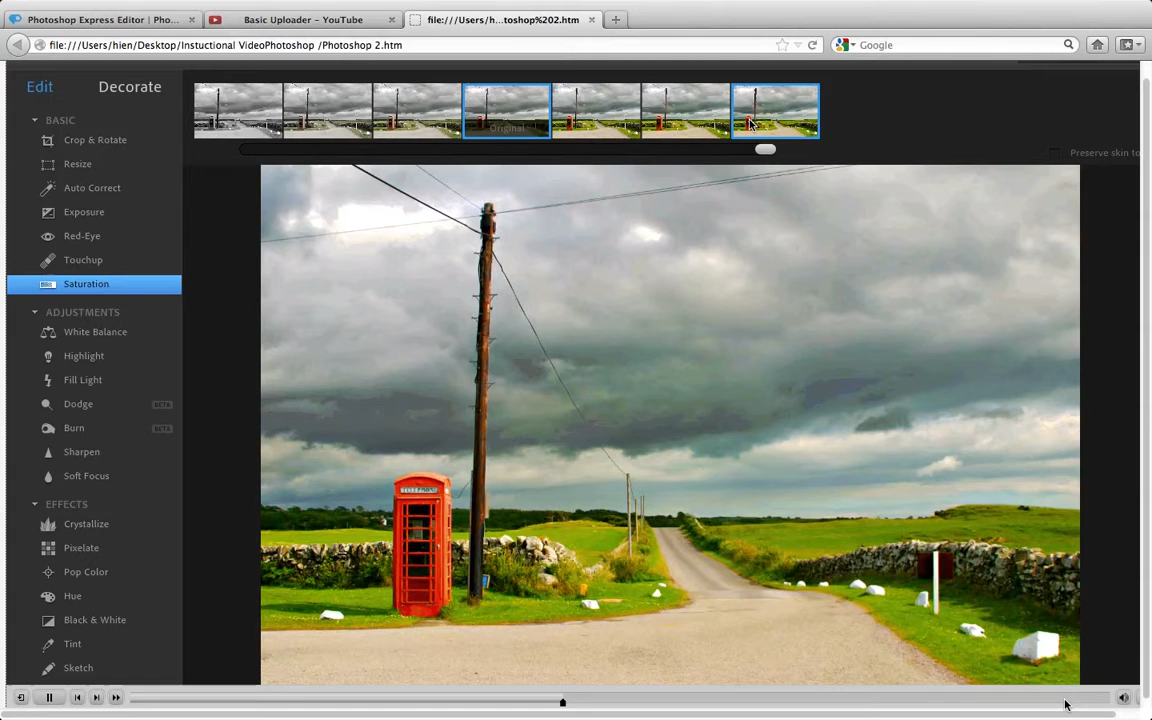 Photoshop Express Editor | Pho...
Basic Uploader – YouTube
file:///Users/h...toshop%202.htm
file:///Users/hien/Desktop/Instuctional VideoPhotoshop /Photoshop 2.htm
Google
Edit
Decorate
Original
Preserve skin to
BASIC
Crop & Rotate
Resize
Auto Correct
Exposure
Red-Eye
Touchup
Saturation
ADJUSTMENTS
White Balance
Highlight
Fill Light
Dodge BETA
Burn BETA
Sharpen
Soft Focus
EFFECTS
Crystallize
Pixelate
Pop Color
Hue
Black & White
Tint
Sketch
TELEPHONE